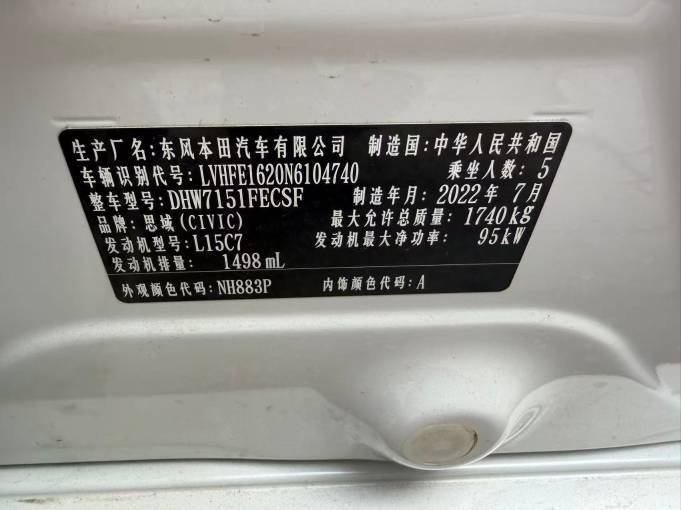 生产厂名:东风本田汽车有限公司 制造国:中华人民共和国
车辆识别代号:LVHFE1620N6104740 乘坐人数:5
整车型号:DHW7151FECSF 制造年月:2022年7月
品牌:思域(CIVIC) 最大允许总质量:1740kg
发动机型号:L15C7 发动机最大净功率:95kW
发动机排量:1498mL
外观颜色代码:NH883P 内饰颜色代码:A